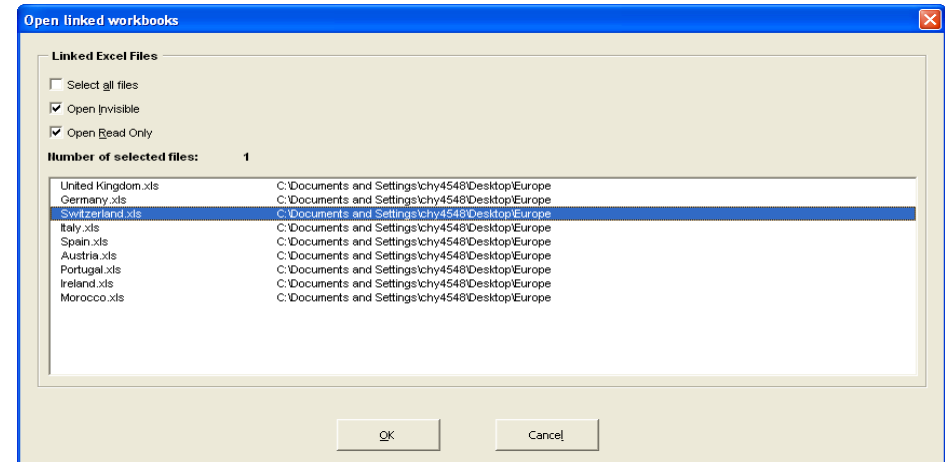 Open linked workbooks
Linked Excel Files
Select all files
Open Invisible
Open Read Only
Number of selected files: 1
United Kingdom.xls C:\Documents and Settings\chy4548\Desktop\Europe
Germany.xls C:\Documents and Settings\chy4548\Desktop\Europe
Switzerland.xls C:\Documents and Settings\chy4548\Desktop\Europe
Italy.xls C:\Documents and Settings\chy4548\Desktop\Europe
Spain.xls C:\Documents and Settings\chy4548\Desktop\Europe
Austria.xls C:\Documents and Settings\chy4548\Desktop\Europe
Portugal.xls C:\Documents and Settings\chy4548\Desktop\Europe
Ireland.xls C:\Documents and Settings\chy4548\Desktop\Europe
Morocco.xls C:\Documents and Settings\chy4548\Desktop\Europe
OK Cancel